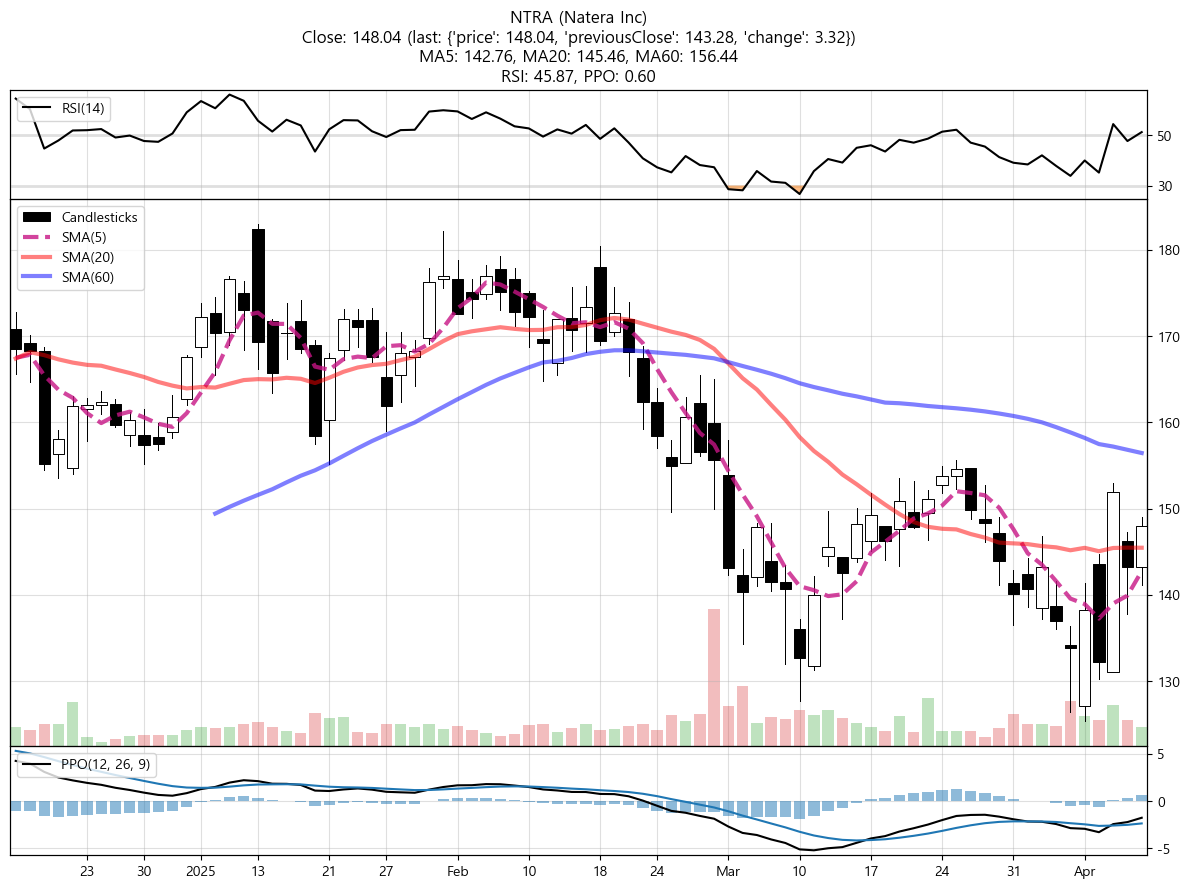 NTRA (Natera Inc)
Close: 148.04 (last: {'price': 148.04, 'previousClose': 143.28, 'change': 3.32})
MA5: 142.76, MA20: 145.46, MA60: 156.44
RSI: 45.87, PPO: 0.60
RSI(14)
50
30
Candlesticks
SMA(5)
SMA(20)
SMA(60)
180
170
160
150
140
130
PPO(12, 26, 9)
5
0
-5
23 30 2025 13 21 27 Feb 10 18 24 Mar 10 17 24 31 Apr